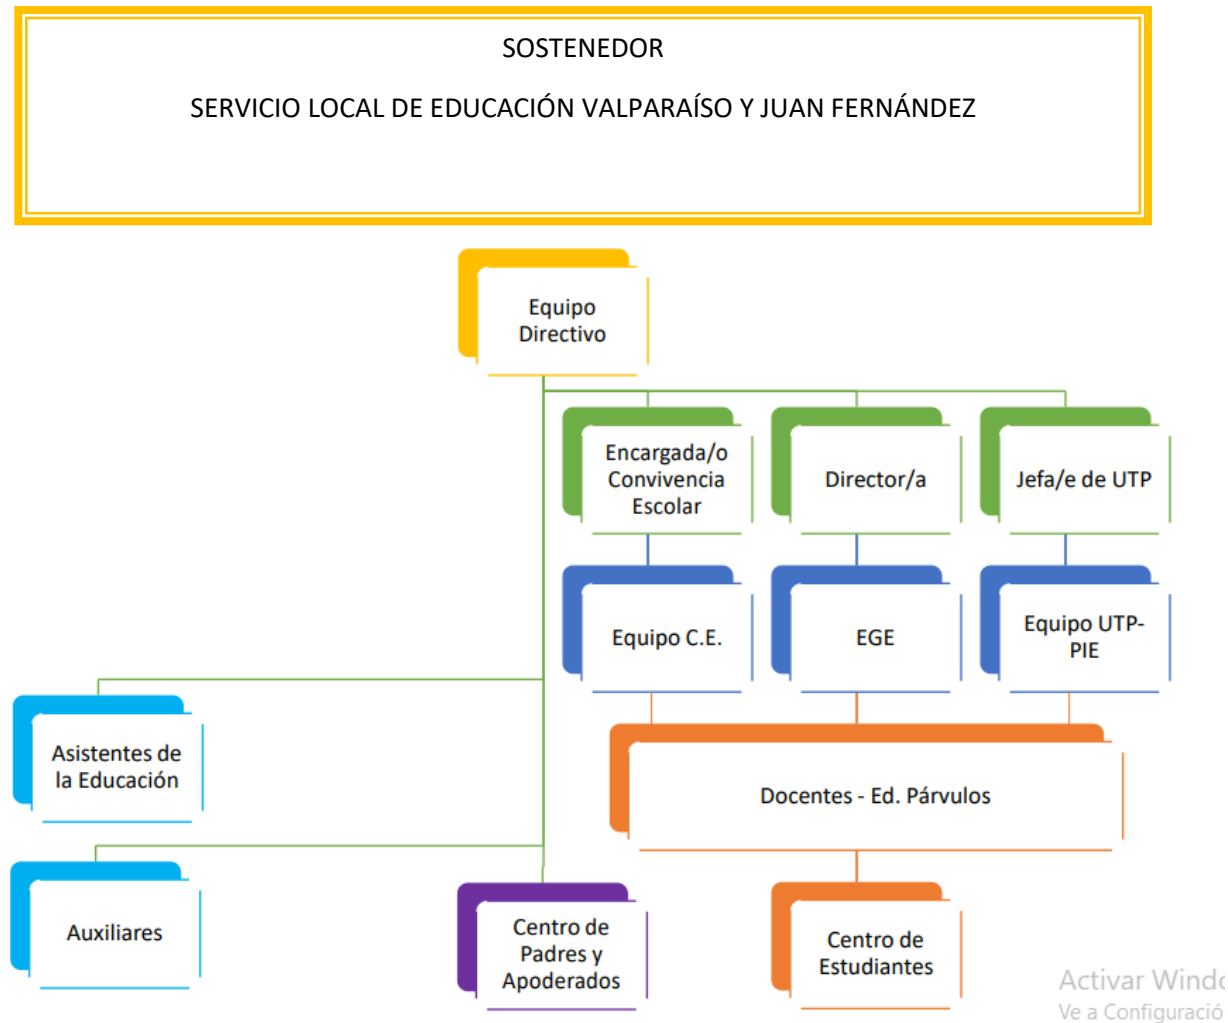 SOSTENEDOR
SERVICIO LOCAL DE EDUCACIÓN VALPARAÍSO Y JUAN FERNÁNDEZ
Equipo
Directivo
Encargada/o
Convivencia
Escolar
Director/a
Jefa/e de UTP
Equipo C.E.
EGE
Equipo UTP-
PIE
Asistentes de
la Educación
Docentes - Ed. Párvulos
Auxiliares
Centro de
Padres y
Apoderados
Centro de
Estudiantes
Activar Windo
Ve a Configuració